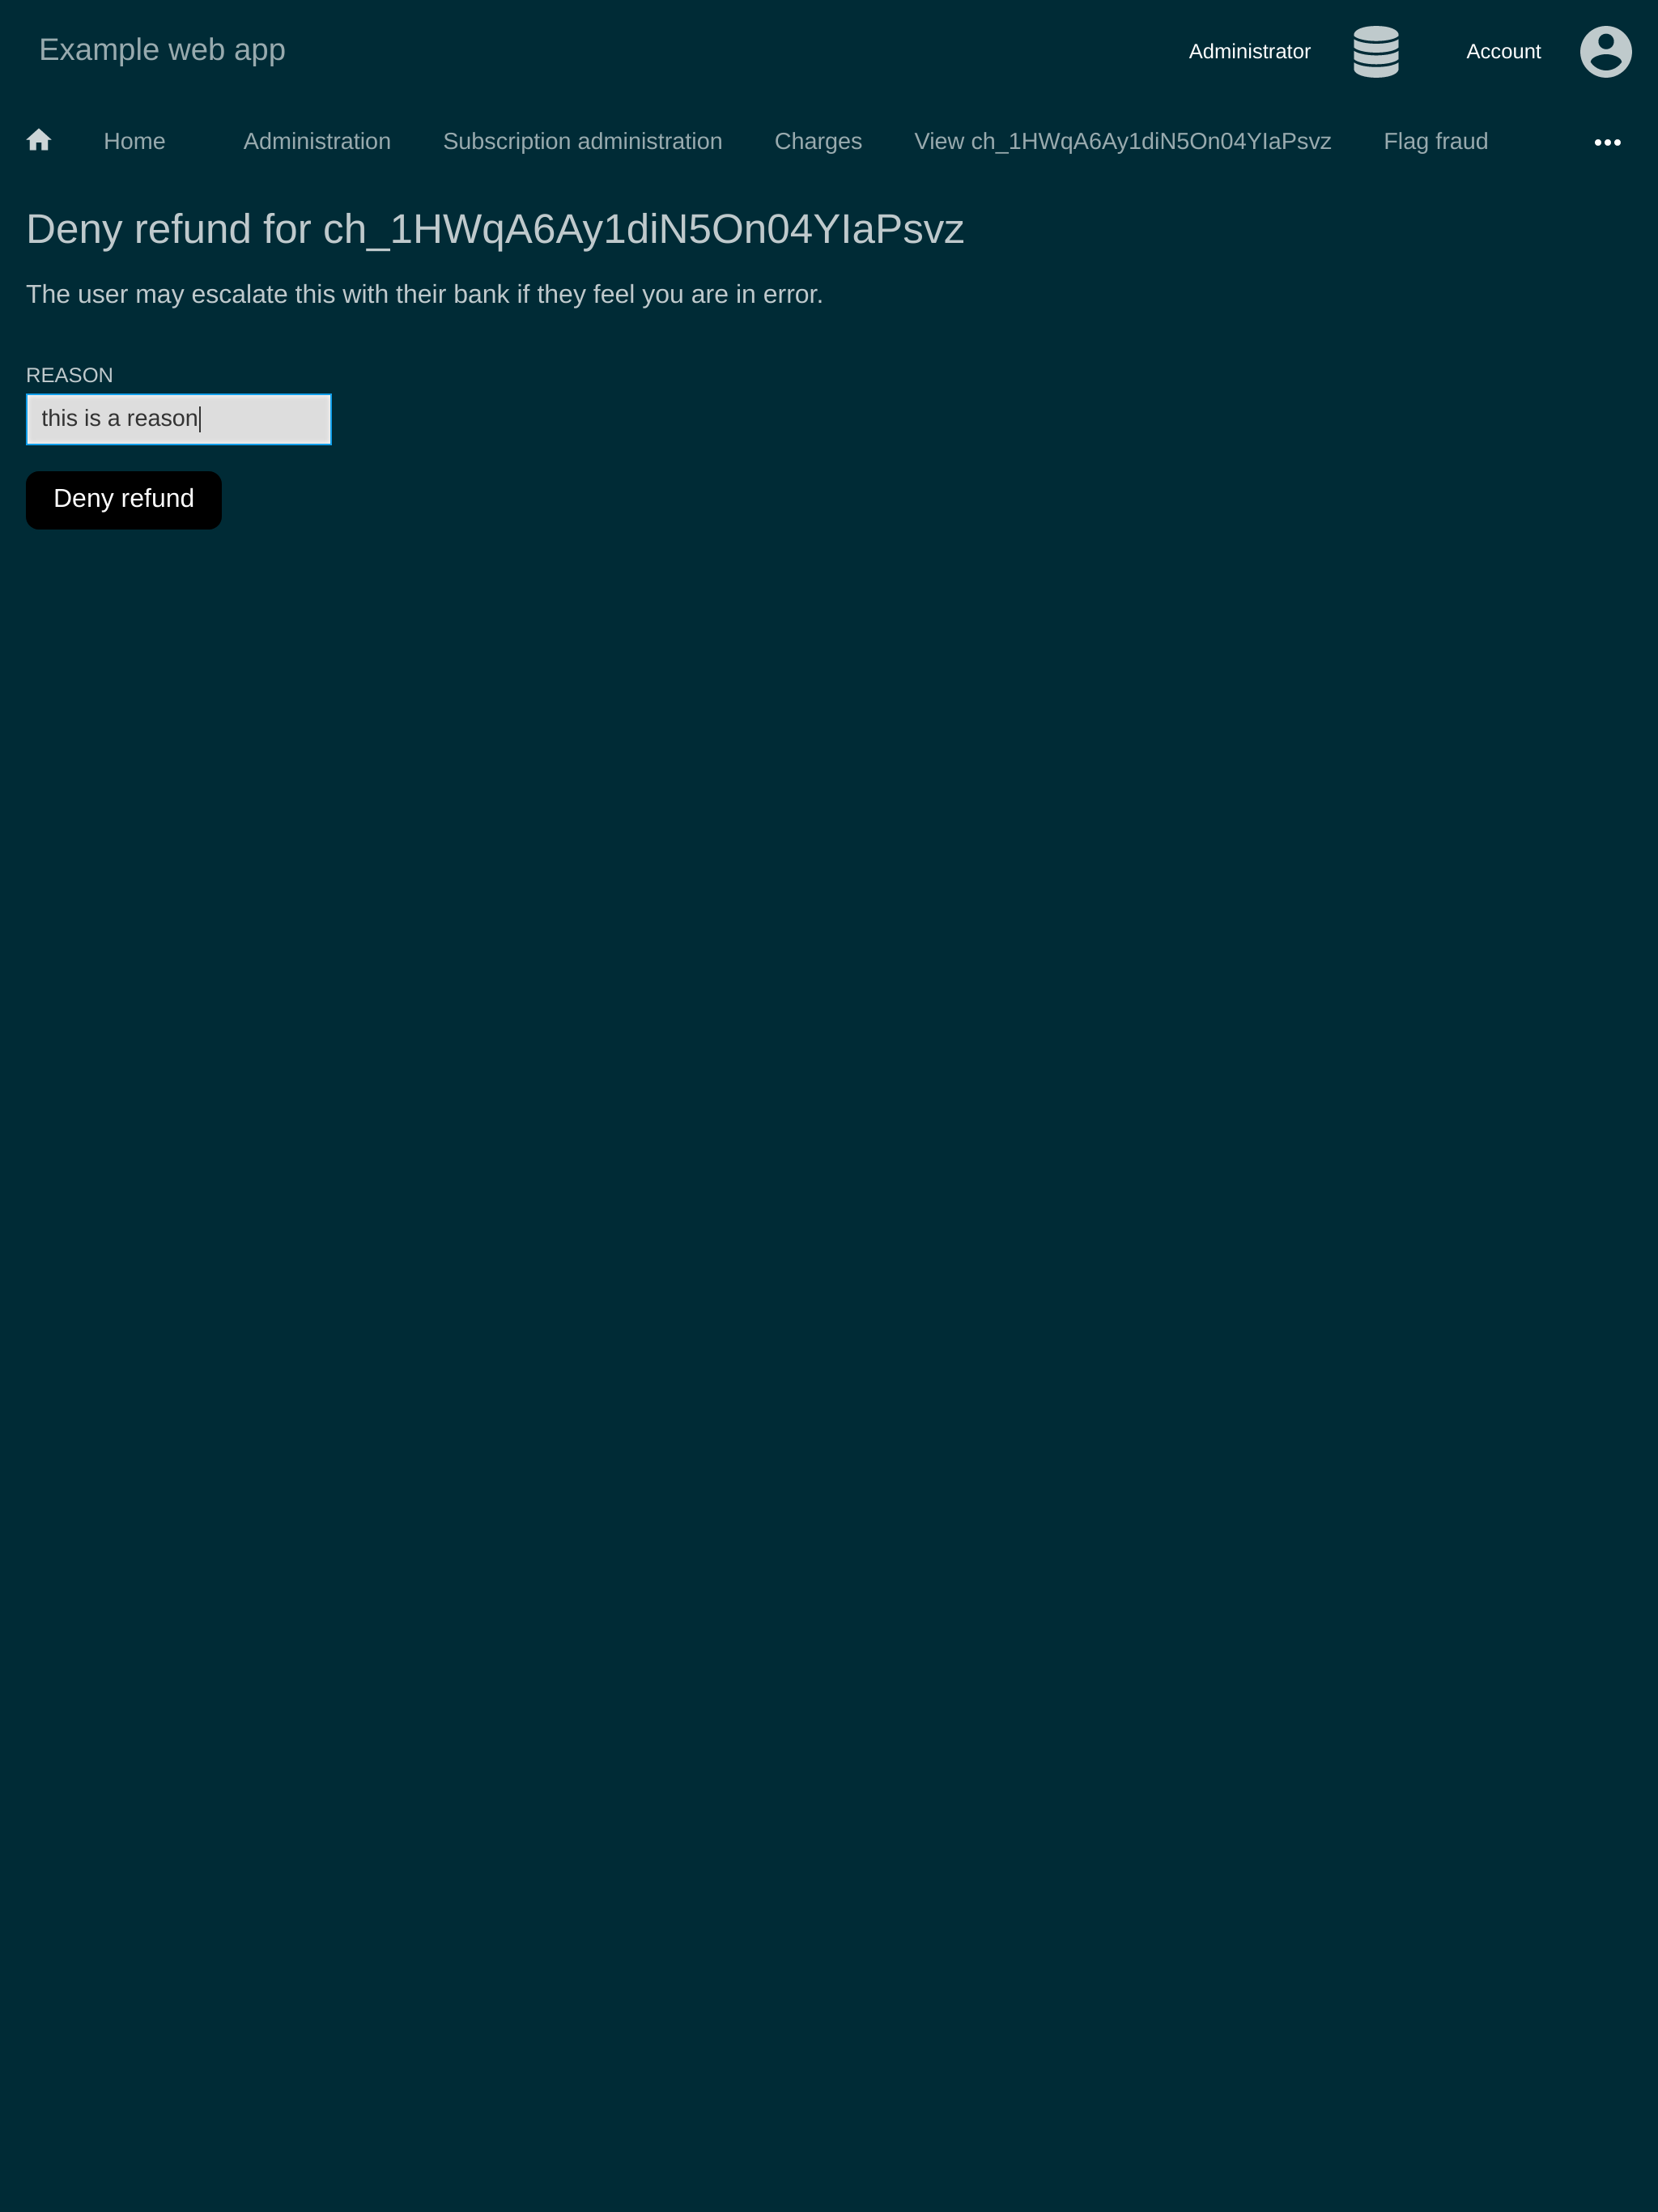 Example web app
Administrator
Account
Home Administration Subscription administration Charges View ch_1HWqA6Ay1diN5On04YIaPsvz Flag fraud
Deny refund for ch_1HWqA6Ay1diN5On04YIaPsvz
The user may escalate this with their bank if they feel you are in error.
REASON
this is a reason
Deny refund